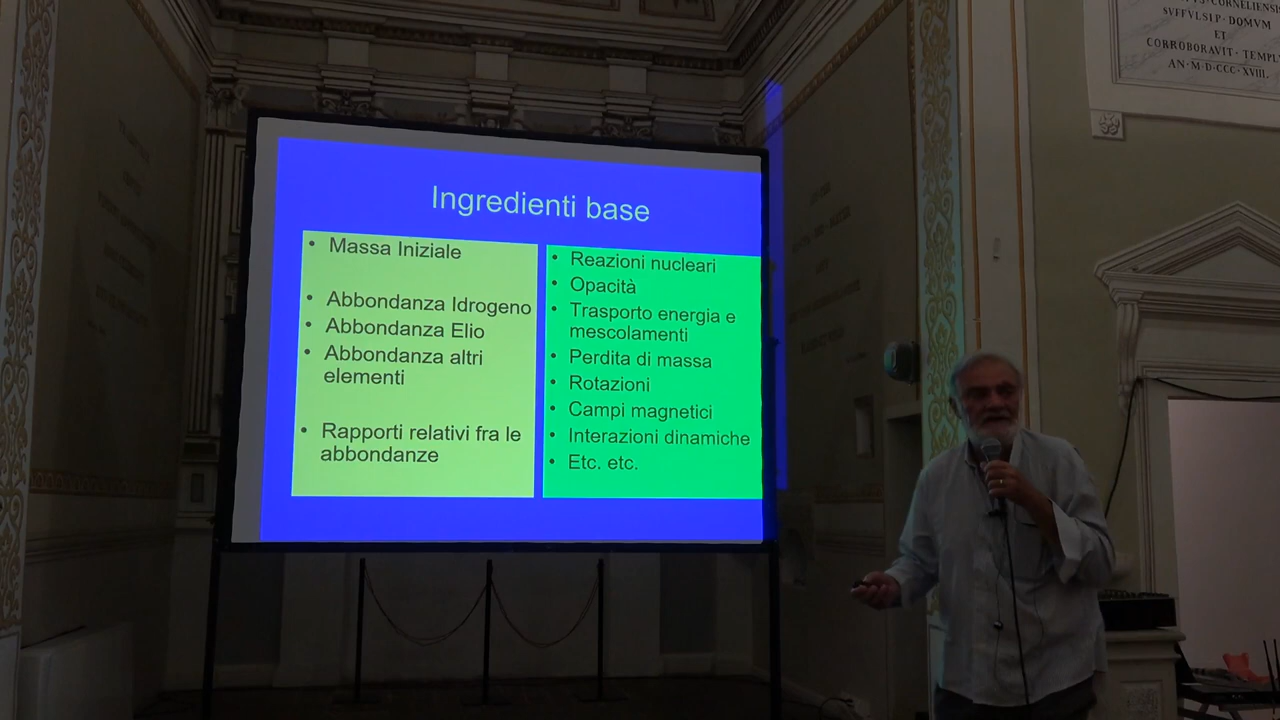 Ingredienti base
• Massa Iniziale
• Abbondanza Idrogeno
• Abbondanza Elio
• Abbondanza altri
elementi
• Rapporti relativi fra le
abbondanze
• Reazioni nucleari
• Opacità
• Trasporto energia e
mescolamenti
• Perdita di massa
• Rotazioni
• Campi magnetici
• Interazioni dinamiche
• Etc. etc.
SVFFVLSIP · DOMVM
ET
CORROBORAVIT · TEMPL
AN · M · D · CCC · XVIII.